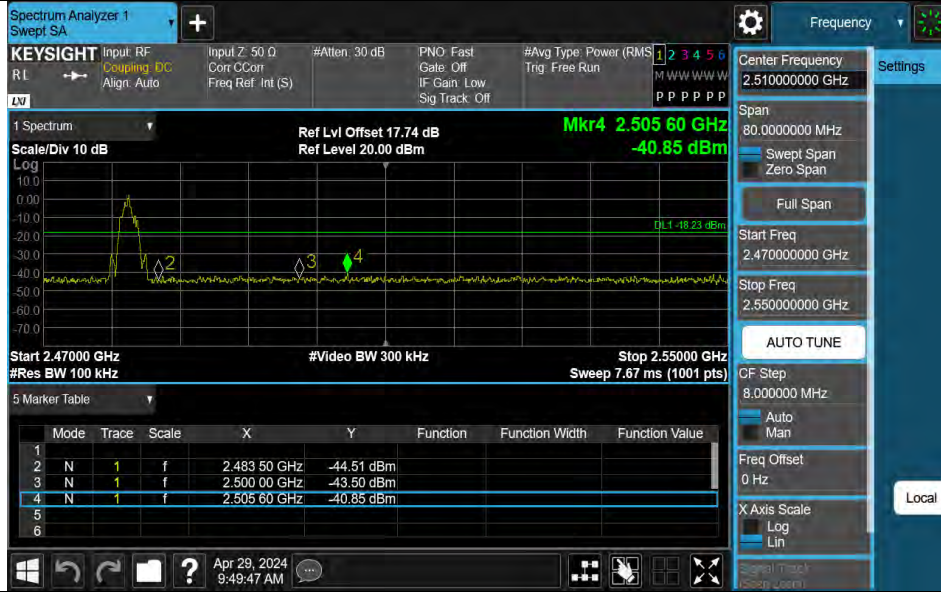 Spectrum Analyzer 1
Swept SA
Frequency
KEYSIGHT
RL
LXI
Input: RF
Coupling: DC
Align: Auto
Input Z: 50 Ω
Corr CCorr
Freq Ref: Int (S)
#Atten: 30 dB
PNO: Fast
Gate: Off
IF Gain: Low
Sig Track: Off
#Avg Type: Power (RMS
Trig: Free Run
1 2 3 4 5 6
M W W W W W
P P P P P P
Center Frequency
2.510000000 GHz
Settings
Span
80.0000000 MHz
Swept Span
Zero Span
Full Span
Start Freq
2.470000000 GHz
Stop Freq
2.550000000 GHz
AUTO TUNE
CF Step
8.000000 MHz
Auto
Man
Freq Offset
0 Hz
X Axis Scale
Log
Lin
Signal Track
(Span Zoom)
Local
1 Spectrum
Scale/Div 10 dB
Ref Lvl Offset 17.74 dB
Ref Level 20.00 dBm
Mkr4 2.505 60 GHz
-40.85 dBm
Log
10.0
0.00
-10.0
-20.0
-30.0
-40.0
-50.0
-60.0
-70.0
DL1 -18.23 dBm
2
3
4
Start 2.47000 GHz
#Video BW 300 kHz
Stop 2.55000 GHz
#Res BW 100 kHz
Sweep 7.67 ms (1001 pts)
5 Marker Table
Mode Trace Scale X Y Function Function Width Function Value
1
2 N 1 f 2.483 50 GHz -44.51 dBm
3 N 1 f 2.500 00 GHz -43.50 dBm
4 N 1 f 2.505 60 GHz -40.85 dBm
5
6
?
Apr 29, 2024
9:49:47 AM